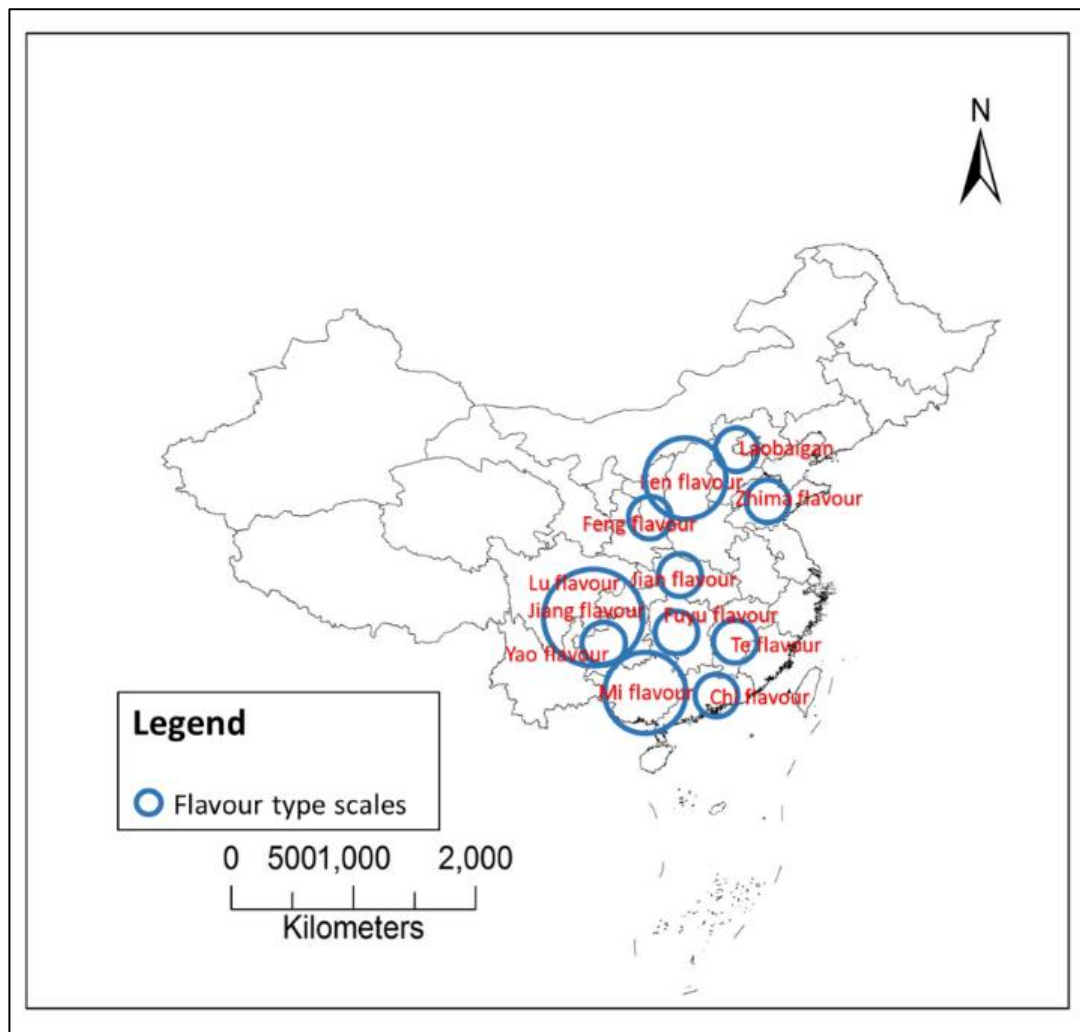 N
Laobaigan
Fen flavour
Zhima flavour
Feng flavour
Lu flavour
Jian flavour
Jiang flavour
Fuyu flavour
Te flavour
Yao flavour
Mi flavour
Chi flavour
Legend
Flavour type scales
0 5001,000 2,000
Kilometers